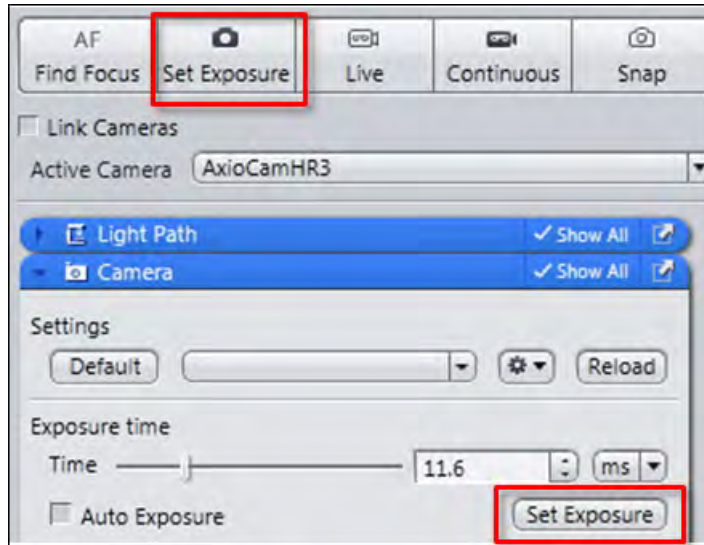 AF
Find Focus Set Exposure Live Continuous Snap
Link Cameras
Active Camera AxioCamHR3
Light Path Show All
Camera Show All
Settings
Default Reload
Exposure time
Time 11.6 ms
Auto Exposure Set Exposure